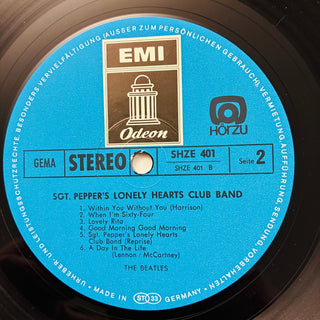 EMI
Odeon
HÖRZU
GEMA
STEREO
SHZE 401
SHZE 401 B
Seite 2
SGT. PEPPER'S LONELY HEARTS CLUB BAND
1. Within You Without You (Harrison)
2. When I'm Sixty-Four
3. Lovely Rita
4. Good Morning Good Morning
5. Sgt. Pepper's Lonely Hearts
Club Band (Reprise)
6. A Day In The Life
(Lennon / McCartney)
THE BEATLES
URHEBER- UND LEISTUNGSSCHUTZRECHTE, BESONDERS VERVIELFÄLTIGUNG (AUSSER ZUM PERSÖNLICHEN GEBRAUCH), VERMIETUNG, AUFFÜHRUNG, SENDUNG, VORBEHALTEN
MADE IN GERMANY
STO 33